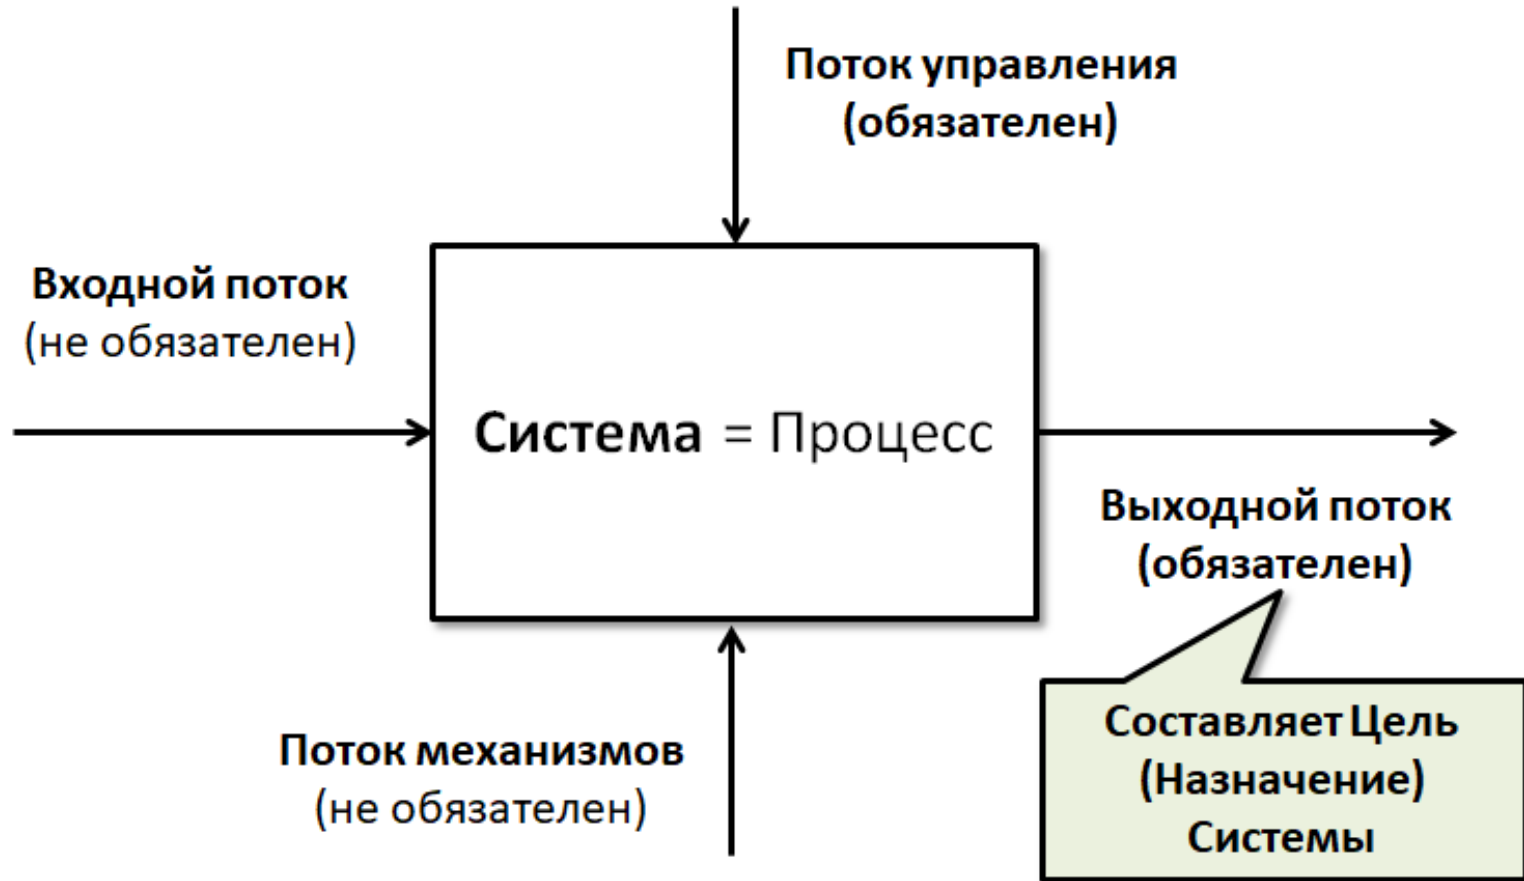 Поток управления
(обязателен)
Входной поток
(не обязателен)
Система = Процесс
Выходной поток
(обязателен)
Поток механизмов
(не обязателен)
Составляет Цель
(Назначение)
Системы